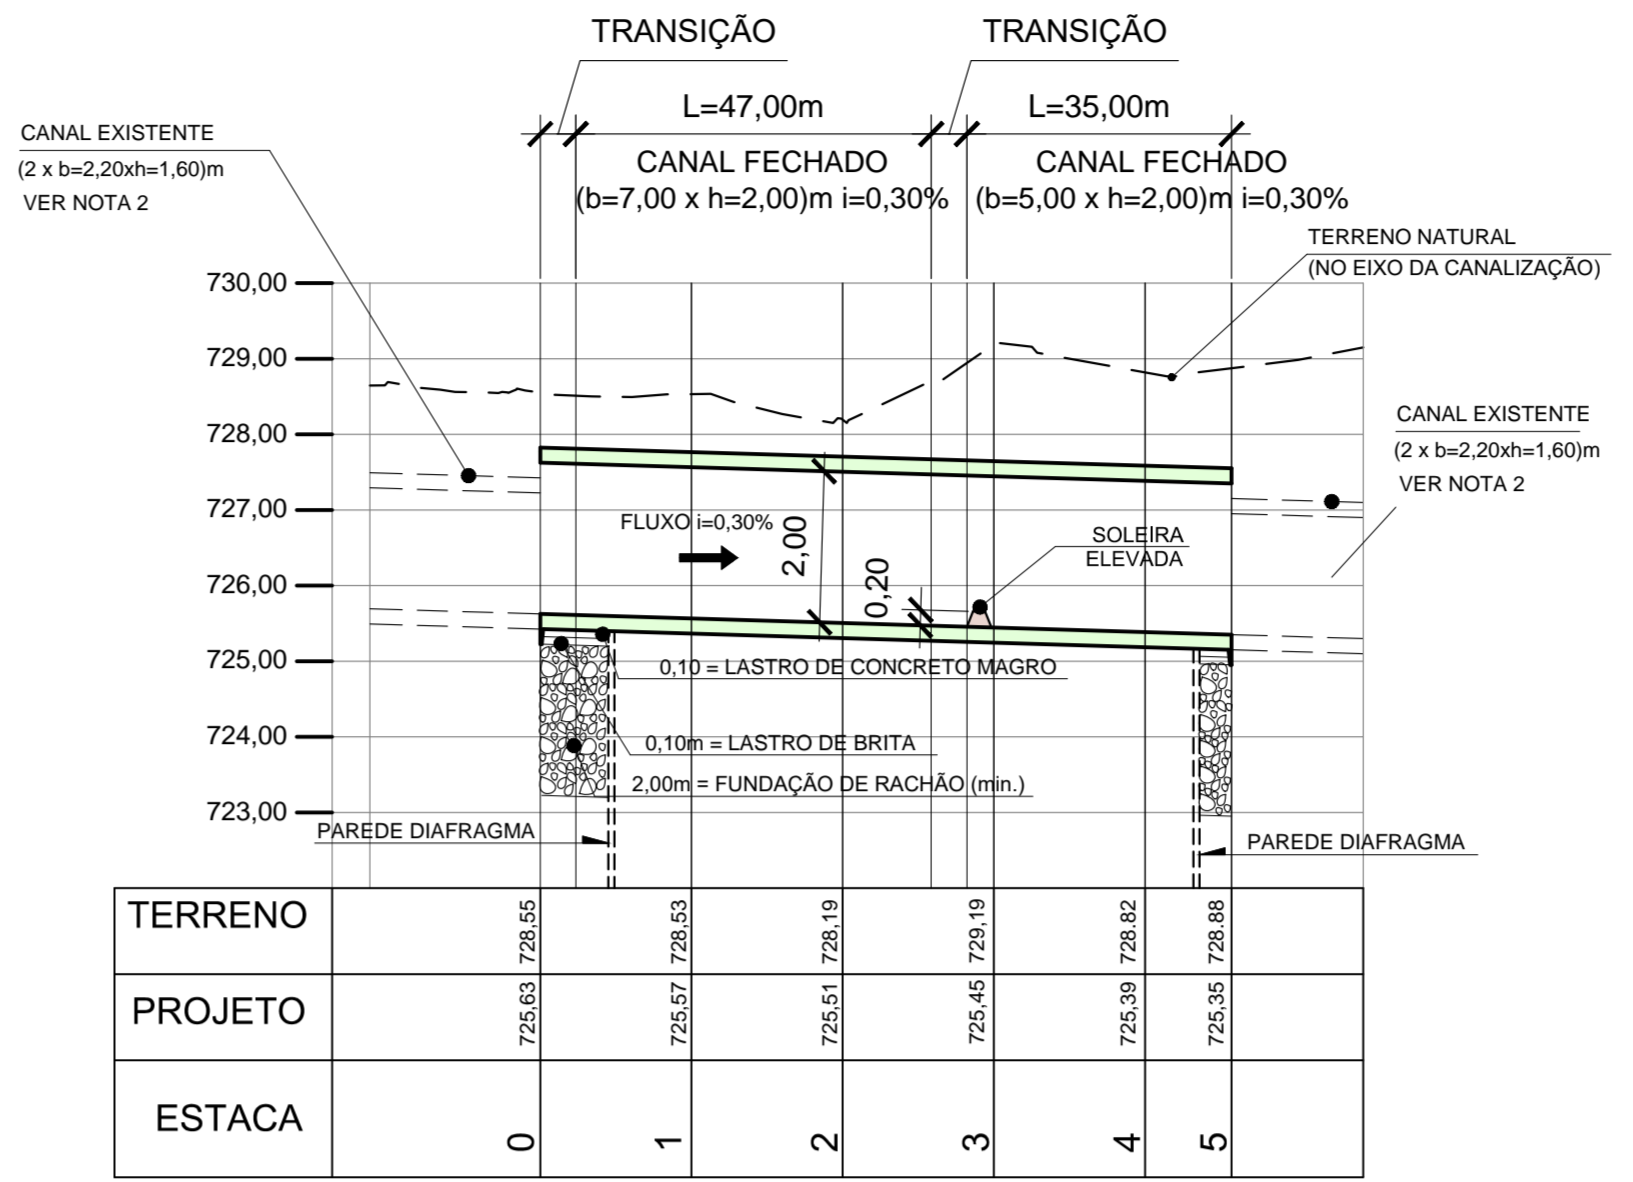 TRANSIÇÃO
TRANSIÇÃO
L=47,00m
L=35,00m
CANAL EXISTENTE
(2 x b=2,20xh=1,60)m
VER NOTA 2
CANAL FECHADO
(b=7,00 x h=2,00)m i=0,30%
CANAL FECHADO
(b=5,00 x h=2,00)m i=0,30%
TERRENO NATURAL
(NO EIXO DA CANALIZAÇÃO)
730,00
729,00
728,00
727,00
726,00
725,00
724,00
723,00
CANAL EXISTENTE
(2 x b=2,20xh=1,60)m
VER NOTA 2
FLUXO i=0,30%
2,00
0,20
SOLEIRA
ELEVADA
0,10 = LASTRO DE CONCRETO MAGRO
0,10m = LASTRO DE BRITA
2,00m = FUNDAÇÃO DE RACHÃO (min.)
PAREDE DIAFRAGMA
PAREDE DIAFRAGMA
TERRENO 728,55 728,53 728,19 729,19 728.82 728.88
PROJETO 725,63 725,57 725,51 725,45 725,39 725,35
ESTACA 0 1 2 3 4 5